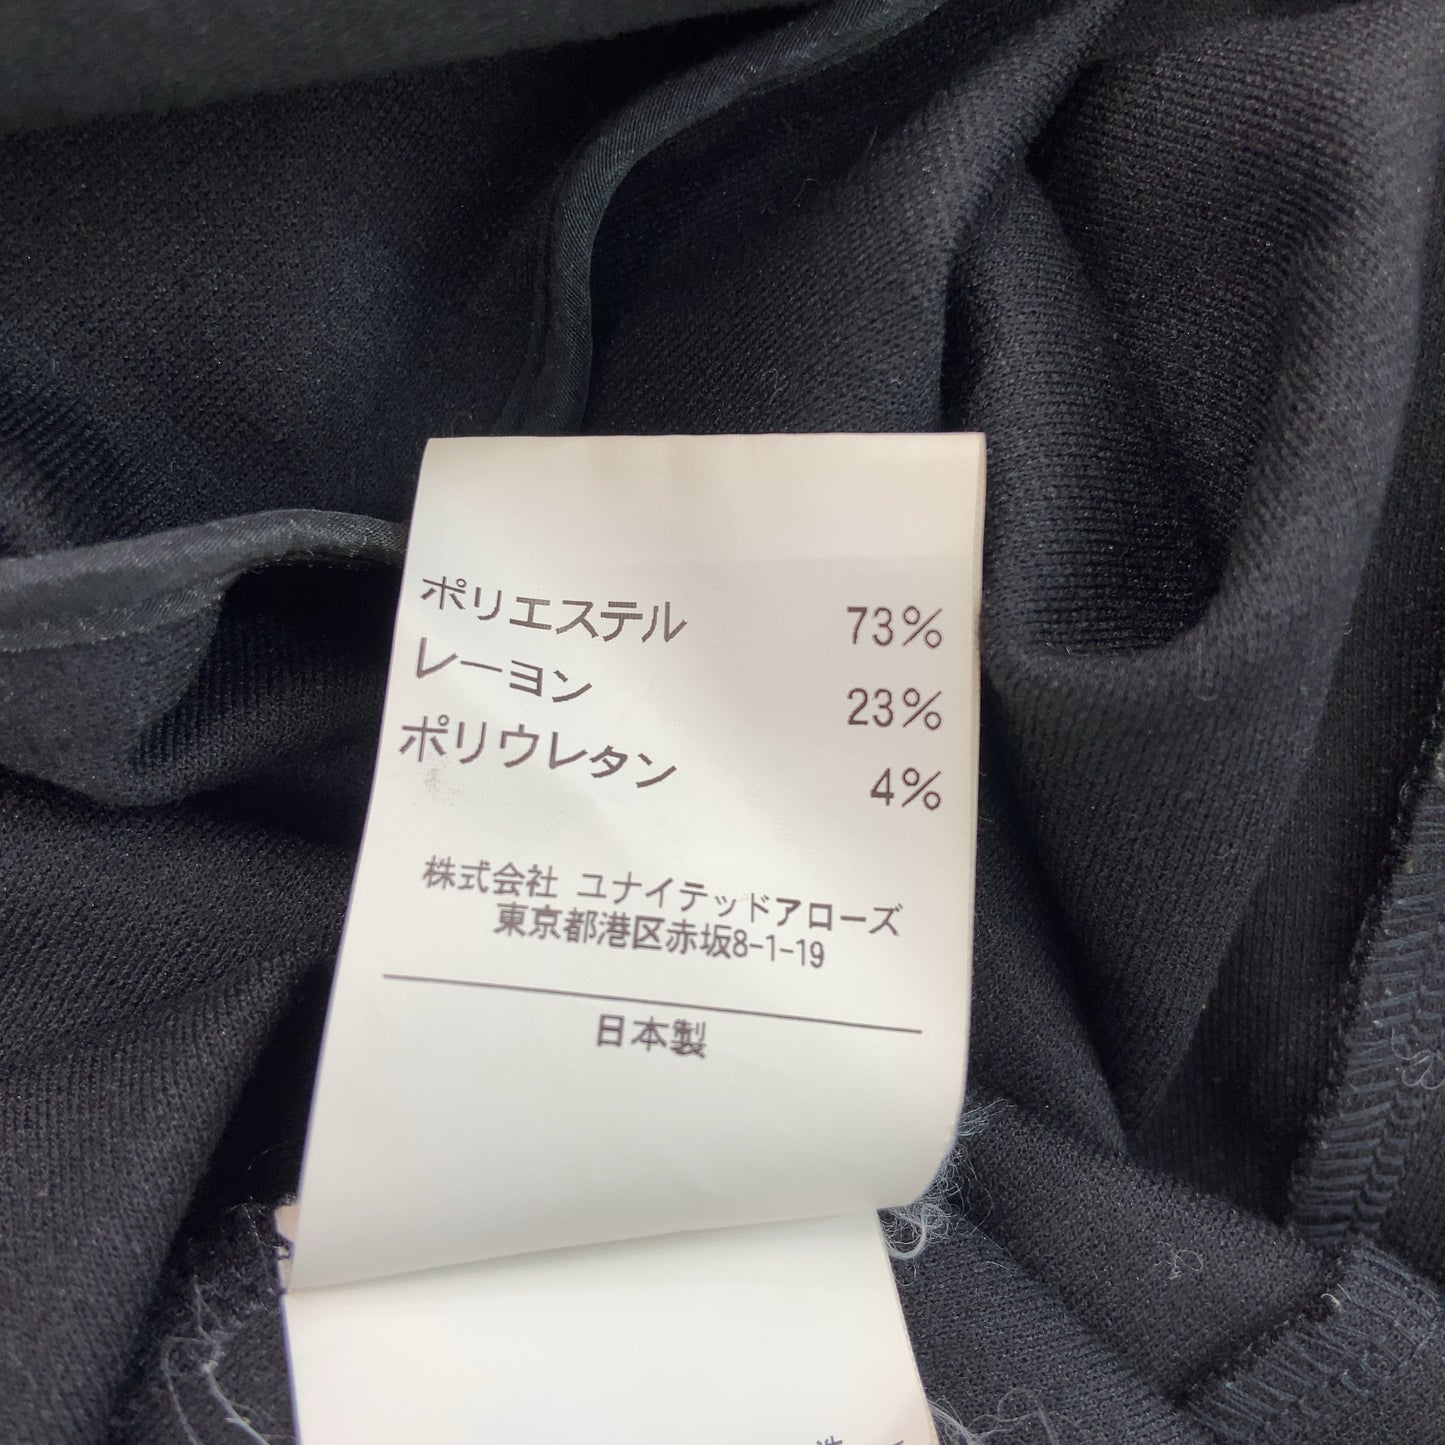 ポリエステル 73%
レーヨン 23%
ポリウレタン 4%
株式会社 ユナイテッドアローズ
東京都港区赤坂8-1-19
日本製